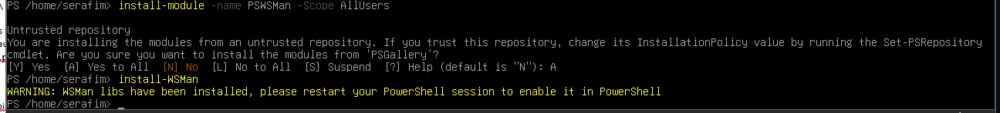 PS /home/serafim> install-module -name PSWSMan -Scope AllUsers
Untrusted repository
You are installing the modules from an untrusted repository. If you trust this repository, change its InstallationPolicy value by running the Set-PSRepository
cmdlet. Are you sure you want to install the modules from 'PSGallery'?
[Y] Yes  [A] Yes to All  [N] No  [L] No to All  [S] Suspend  [?] Help (default is "N"): A
PS /home/serafim> install-WSMan
WARNING: WSMan libs have been installed, please restart your PowerShell session to enable it in PowerShell
PS /home/serafim> _